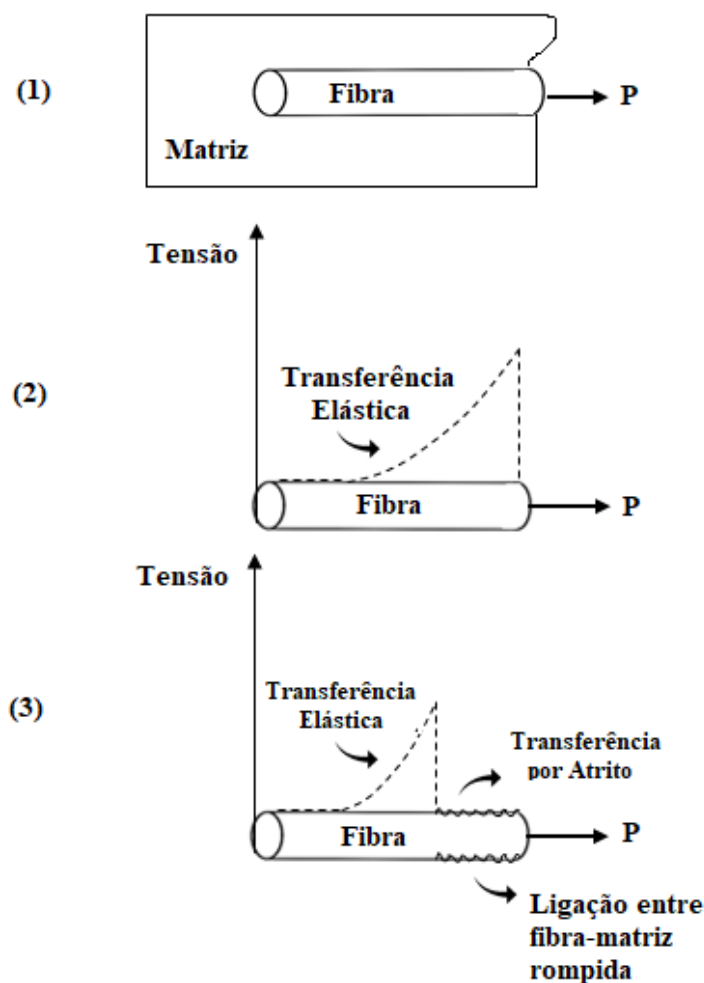 (1)
Fibra
P
Matriz
Tensão
(2)
Transferência
Elástica
Fibra
P
Tensão
(3)
Transferência
Elástica
Transferência
por Atrito
Fibra
P
Ligação entre
fibra-matriz
rompida